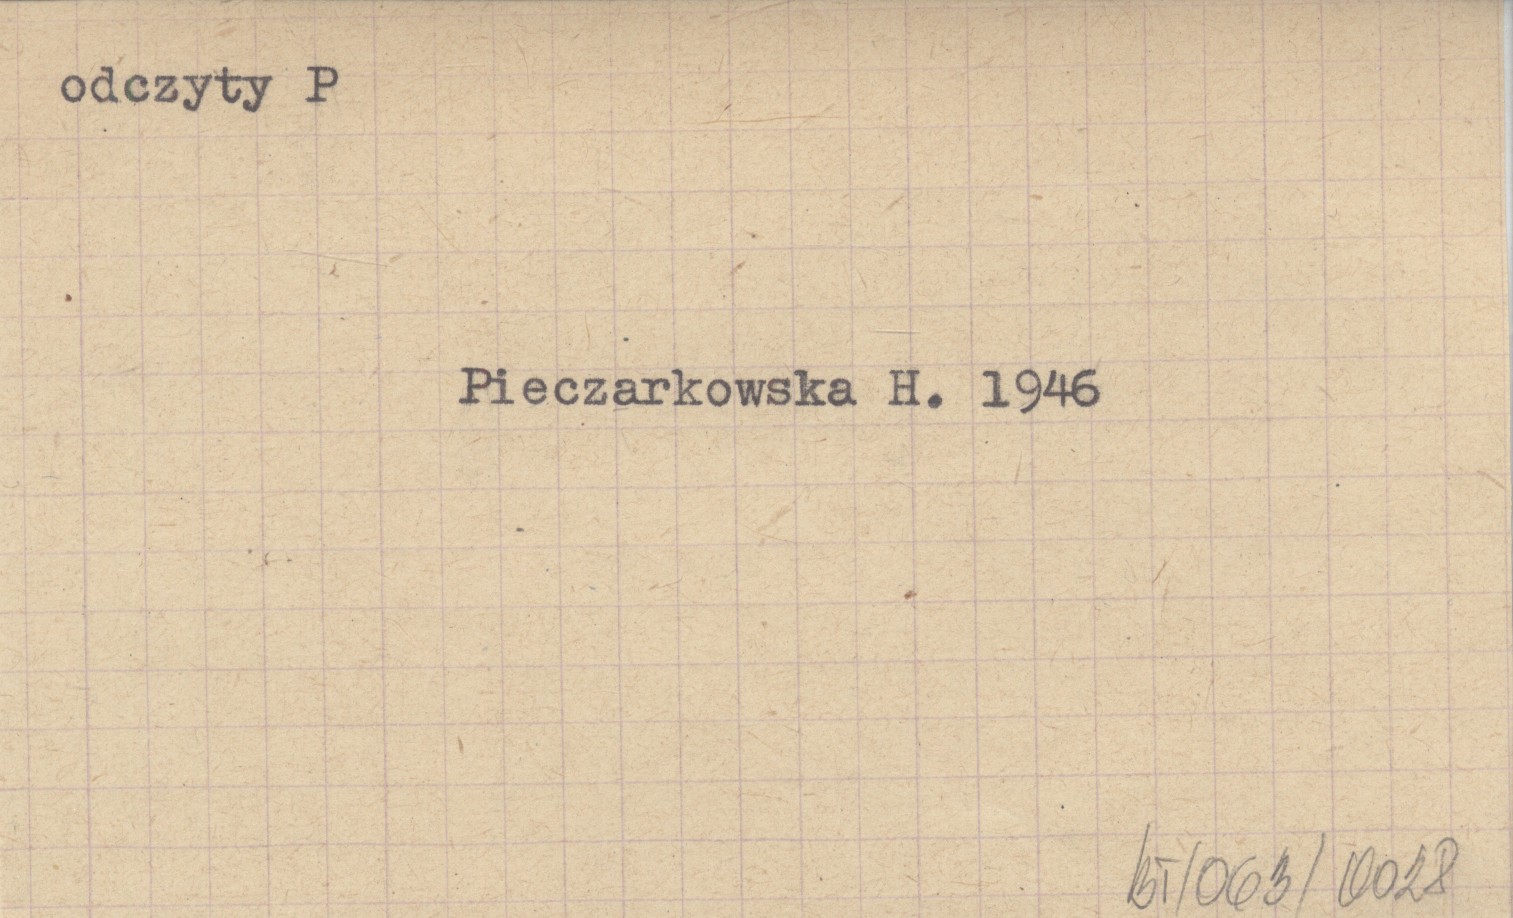 odczyty P
Pieczarkowska H. 1946
BT/063/0028